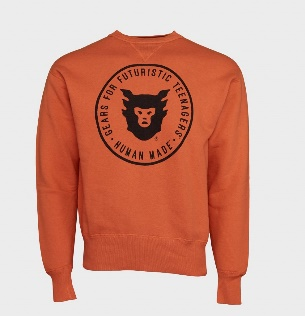 GEARS FOR FUTURISTIC TEENAGERS
· HUMAN MADE ·